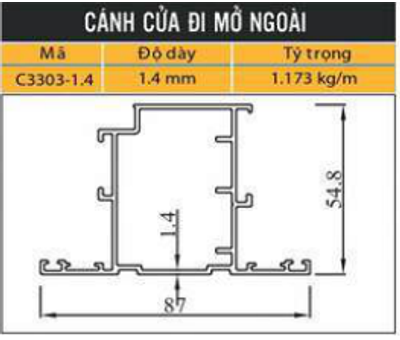 CÁNH CỬA ĐI MỞ NGOÀI
Mã Độ dày Tỷ trọng
C3303-1.4 1.4 mm 1.173 kg/m
54.8
1.4
87